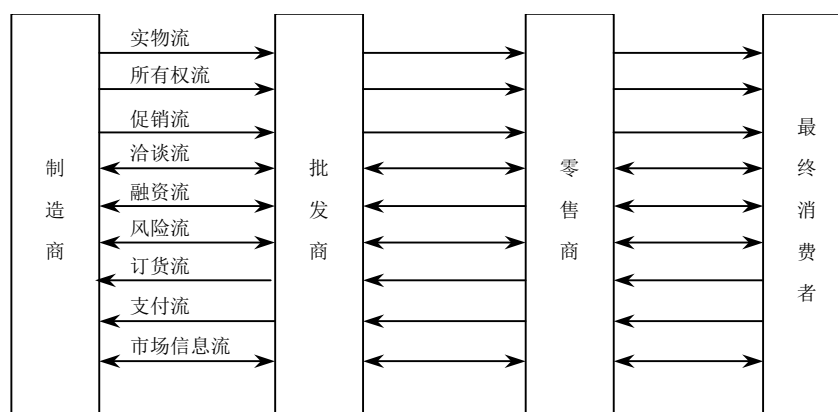 实物流
所有权流
促销流
洽谈流
融资流
风险流
订货流
支付流
市场信息流
制造商
批发商
零售商
最终消费者